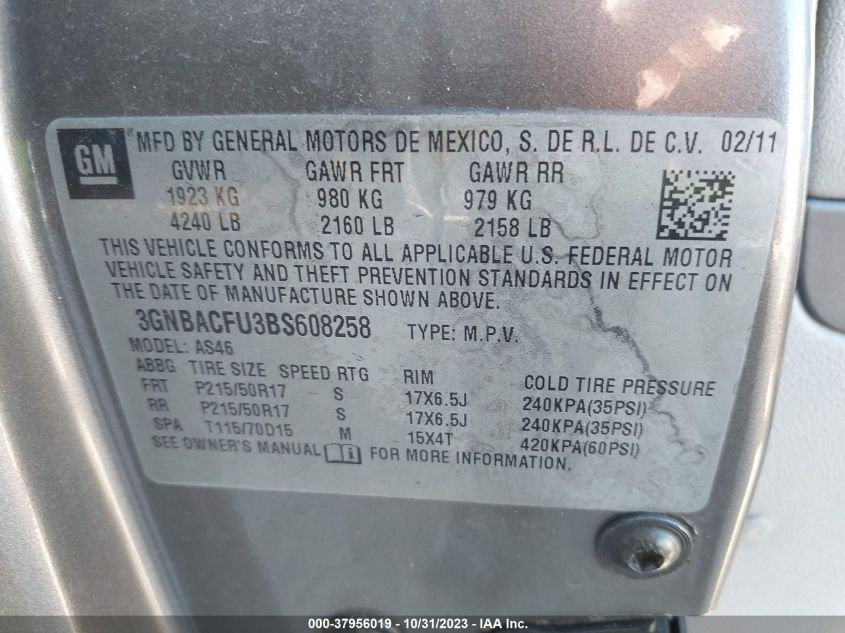 GM
® MFD BY GENERAL MOTORS DE MEXICO, S. DE R.L. DE C.V. 02/11
GVWR GAWR FRT GAWR RR
1923 KG 980 KG 979 KG
4240 LB 2160 LB 2158 LB
THIS VEHICLE CONFORMS TO ALL APPLICABLE U.S. FEDERAL MOTOR
VEHICLE SAFETY AND THEFT PREVENTION STANDARDS IN EFFECT ON
THE DATE OF MANUFACTURE SHOWN ABOVE.
3GNBACFU3BS608258 TYPE: M.P.V.
MODEL: AS46
ABBG TIRE SIZE SPEED RTG RIM COLD TIRE PRESSURE
FRT P215/50R17 S 17X6.5J 240KPA(35PSI)
RR P215/50R17 S 17X6.5J 240KPA(35PSI)
SPA T115/70D15 M 15X4T 420KPA(60PSI)
SEE OWNER'S MANUAL i FOR MORE INFORMATION.
000-37956019 - 10/31/2023 - IAA Inc.